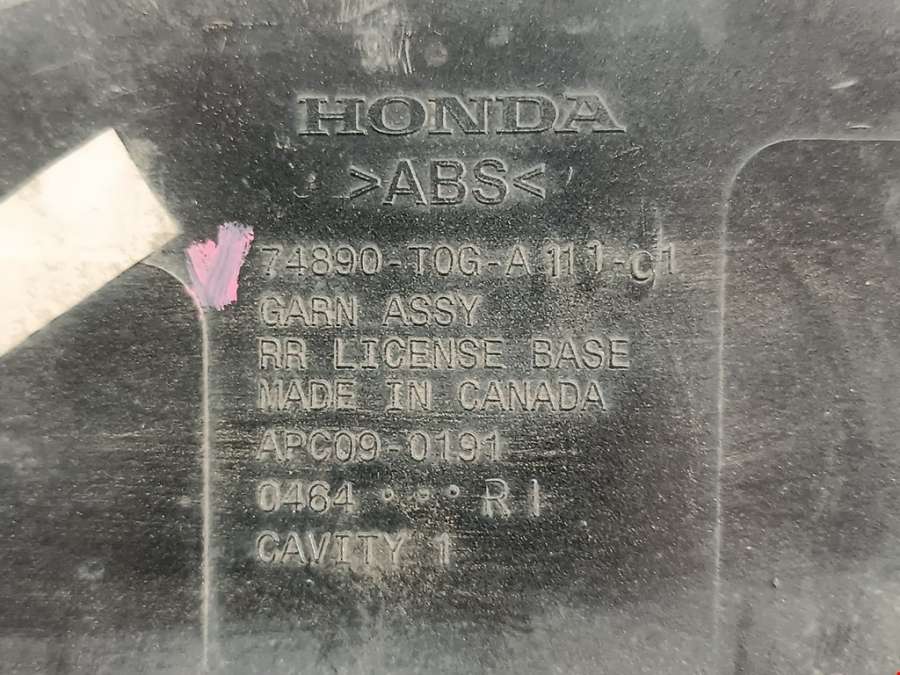 HONDA
>ABS<
74890-T0G-A111-C1
GARN ASSY
RR LICENSE BASE
MADE IN CANADA
APC09-0191
0464 ••• R I
CAVITY 1